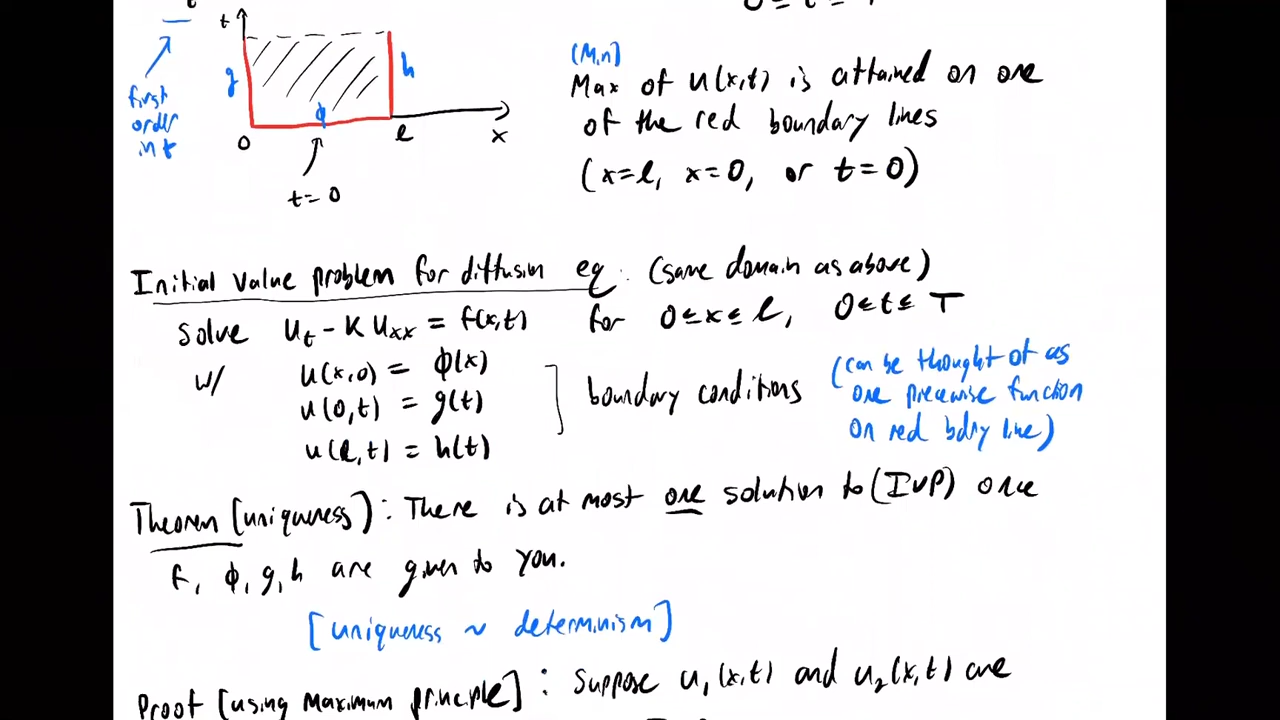 t
g
h
ϕ
0
l
x
t = 0
first
order
in t
(Min)
Max of u(x,t) is attained on one
of the red boundary lines
(x=l, x=0, or t=0)
Initial value problem for diffusion eq. (same domain as above)
Solve u_t - K u_xx = f(x,t) for 0 ≤ x ≤ l, 0 ≤ t ≤ T
w/ u(x,0) = ϕ(x)
u(0,t) = g(t)
u(l,t) = h(t)
boundary conditions
(can be thought of as
one piecewise function
on red bdry line)
Theorem [uniqueness]: There is at most one solution to (IVP) once
f, ϕ, g, h are given to you.
[uniqueness ~ determinism]
Proof [using Maximum principle]: Suppose u₁(x,t) and u₂(x,t) are